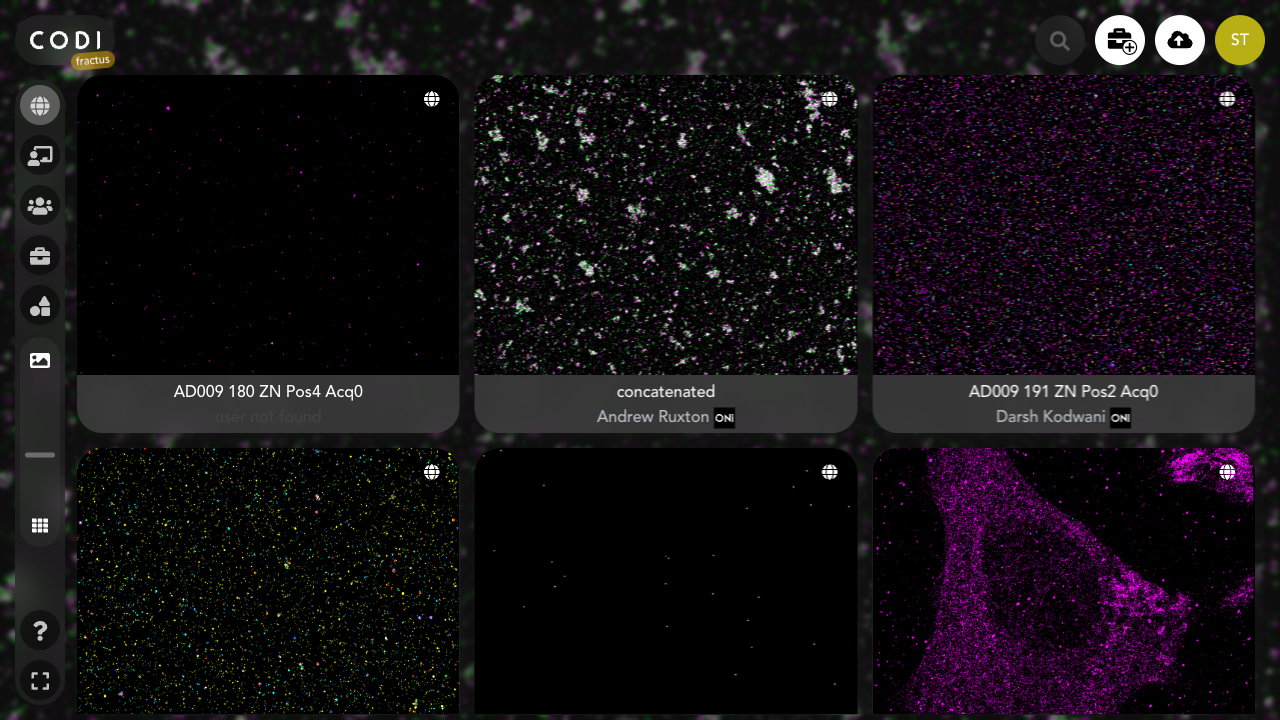 CODI
fractus
ST
AD009 180 ZN Pos4 Acq0
user not found
concatenated
Andrew Ruxton ONi
AD009 191 ZN Pos2 Acq0
Darsh Kodwani ONi